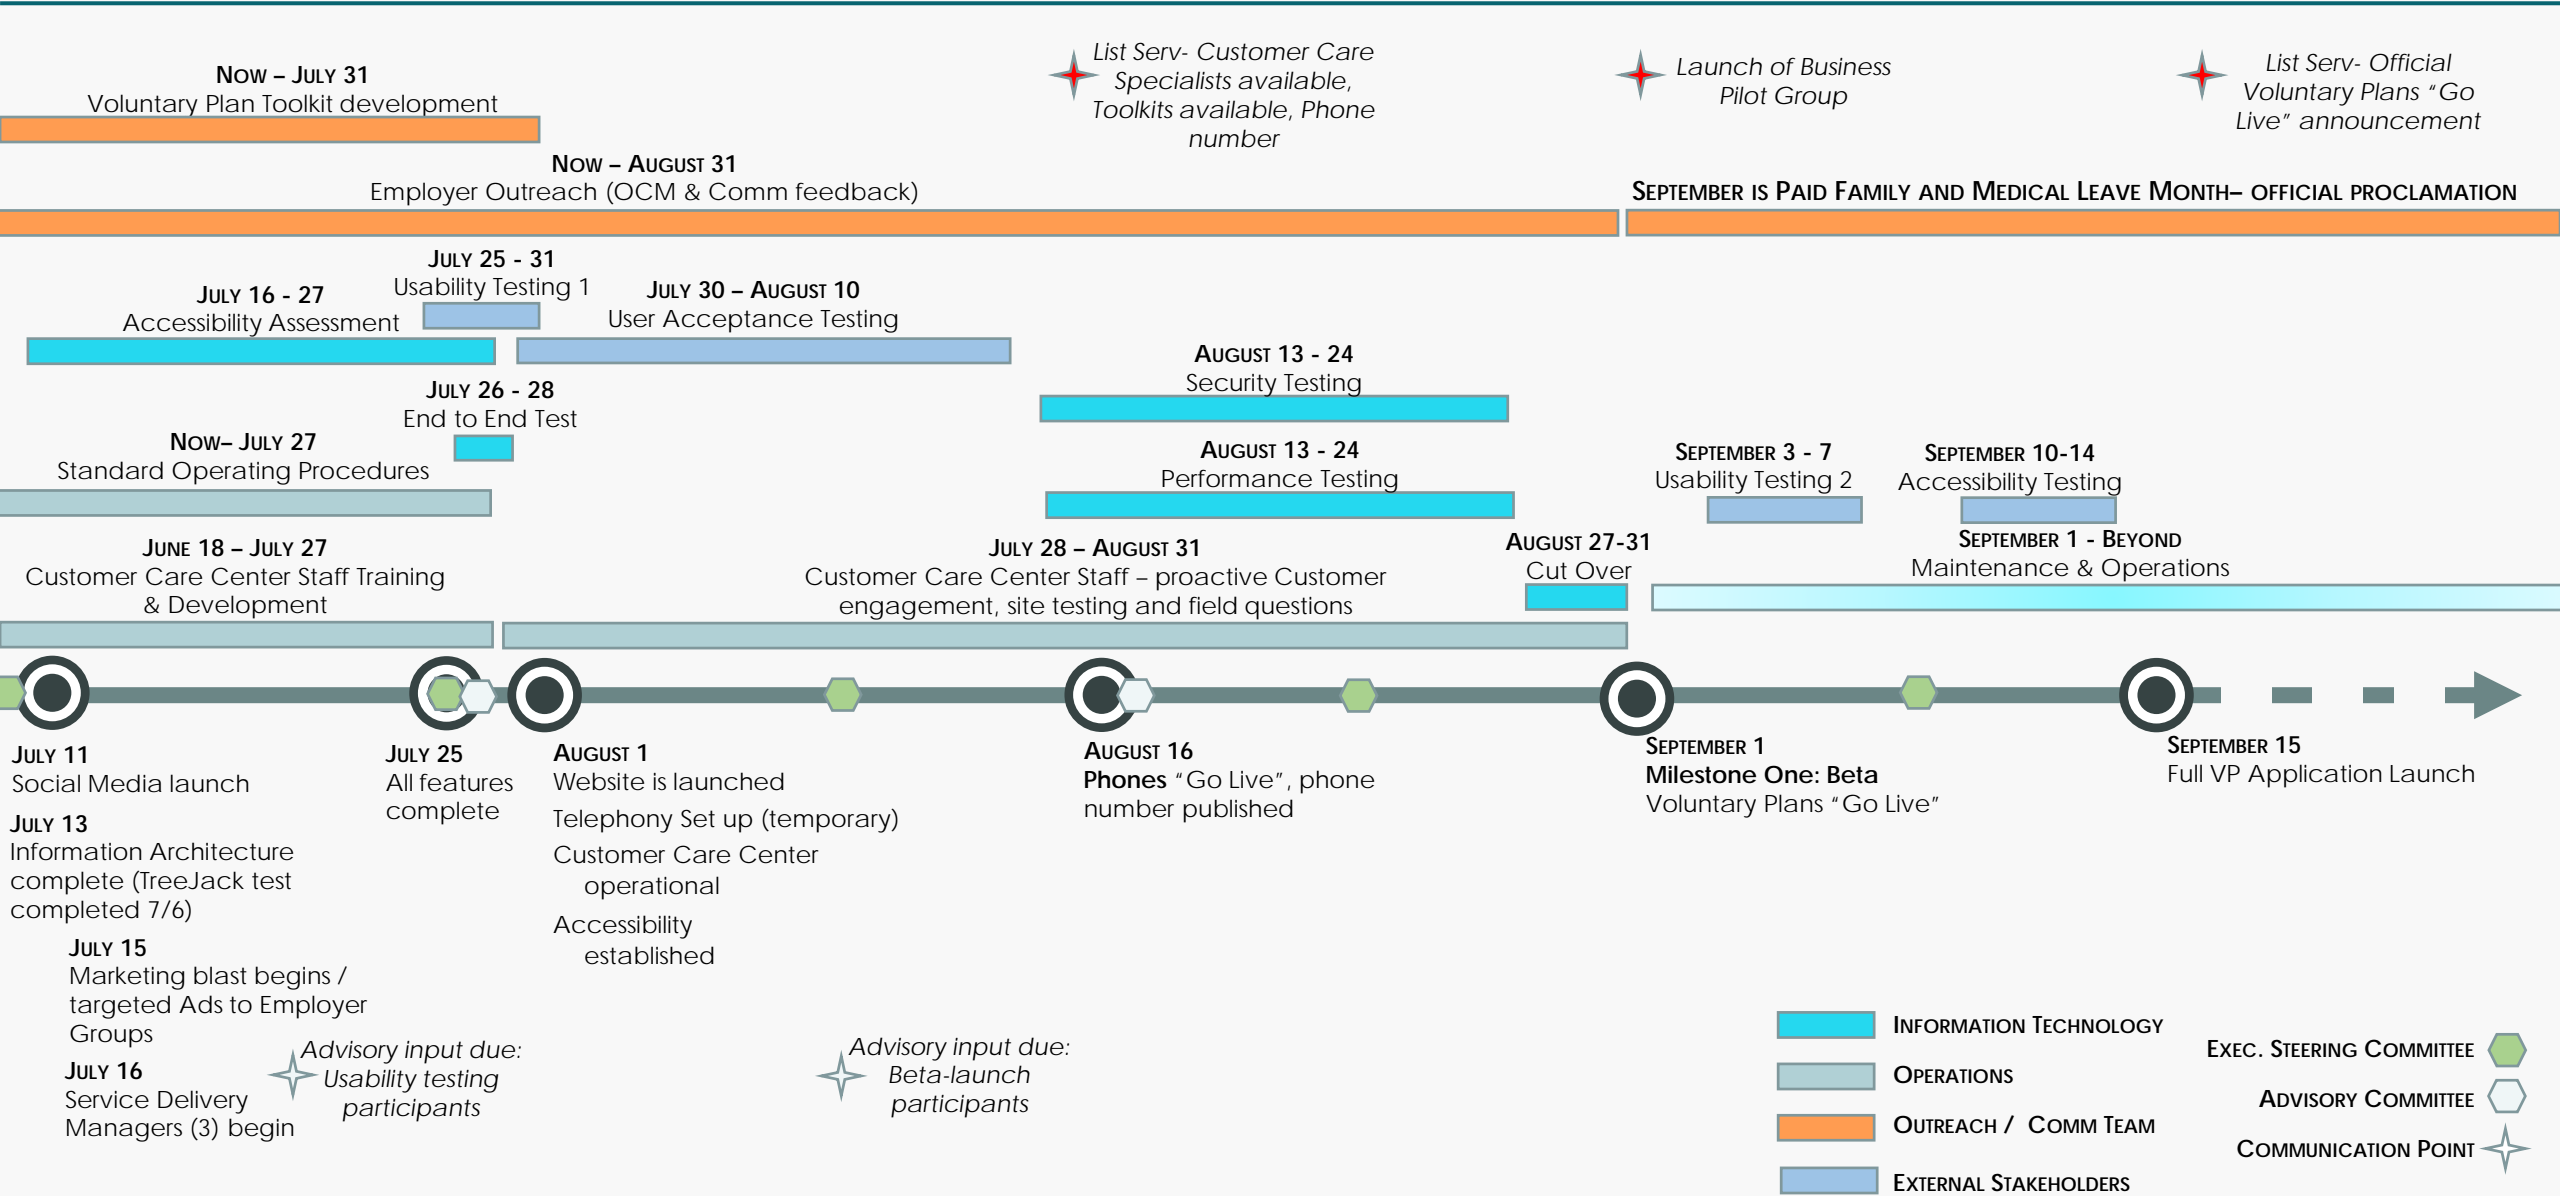 Now – July 31
Voluntary Plan Toolkit development
List Serv- Customer Care
Specialists available,
Toolkits available, Phone
number
Launch of Business
Pilot Group
List Serv- Official
Voluntary Plans “Go
Live” announcement
Now – August 31
Employer Outreach (OCM & Comm feedback)
September is Paid Family and Medical Leave Month– official proclamation
July 25 - 31
Usability Testing 1
July 16 - 27
Accessibility Assessment
July 30 – August 10
User Acceptance Testing
August 13 - 24
Security Testing
July 26 - 28
End to End Test
Now– July 27
Standard Operating Procedures
August 13 - 24
Performance Testing
September 3 - 7
Usability Testing 2
September 10-14
Accessibility Testing
June 18 – July 27
Customer Care Center Staff Training
& Development
July 28 – August 31
Customer Care Center Staff – proactive Customer
engagement, site testing and field questions
August 27-31
Cut Over
September 1 - Beyond
Maintenance & Operations
July 11
Social Media launch
July 13
Information Architecture
complete (TreeJack test
completed 7/6)
July 15
Marketing blast begins /
targeted Ads to Employer
Groups
July 16
Service Delivery
Managers (3) begin
July 25
All features
complete
August 1
Website is launched
Telephony Set up (temporary)
Customer Care Center
operational
Accessibility
established
August 16
Phones “Go Live”, phone
number published
September 1
Milestone One: Beta
Voluntary Plans “Go Live”
September 15
Full VP Application Launch
Advisory input due:
Usability testing
participants
Advisory input due:
Beta-launch
participants
Information Technology
Operations
Outreach / Comm Team
External Stakeholders
Exec. Steering Committee
Advisory Committee
Communication Point